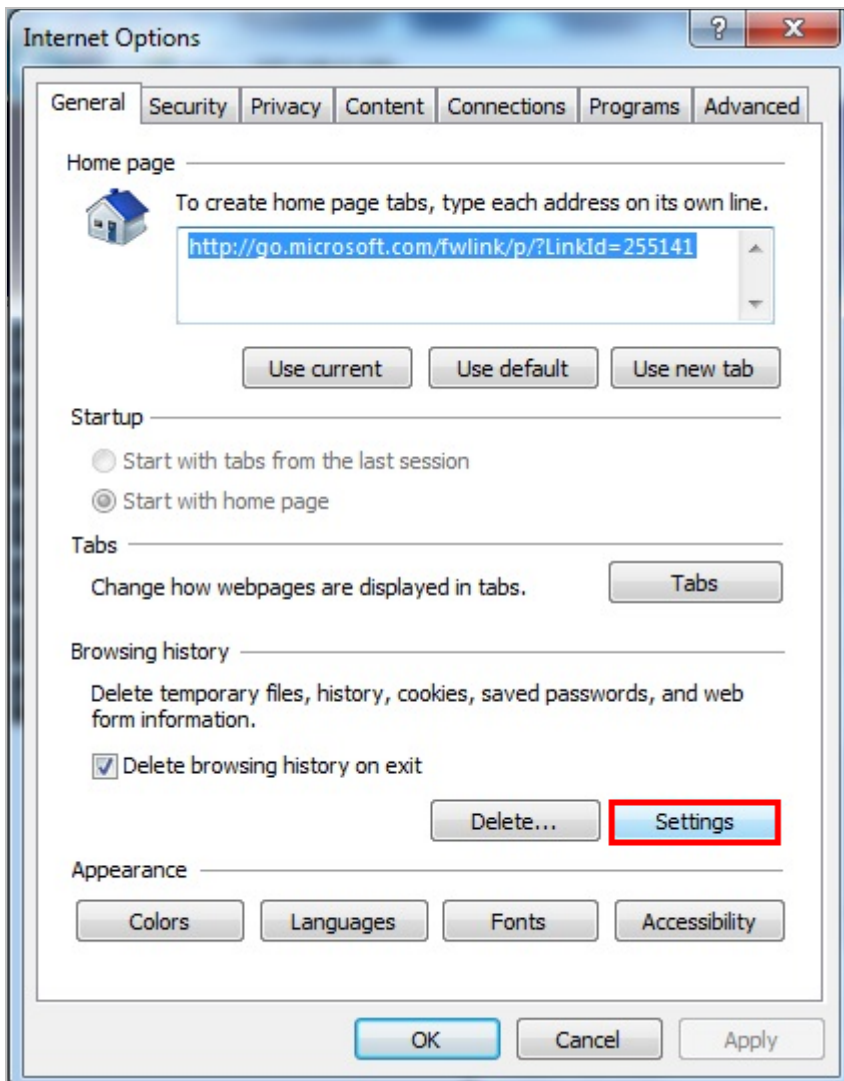 Internet Options
?
X
General Security Privacy Content Connections Programs Advanced
Home page
To create home page tabs, type each address on its own line.
http://go.microsoft.com/fwlink/p/?LinkId=255141
Use current Use default Use new tab
Startup
Start with tabs from the last session
Start with home page
Tabs
Change how webpages are displayed in tabs. Tabs
Browsing history
Delete temporary files, history, cookies, saved passwords, and web
form information.
Delete browsing history on exit
Delete... Settings
Appearance
Colors Languages Fonts Accessibility
OK Cancel Apply